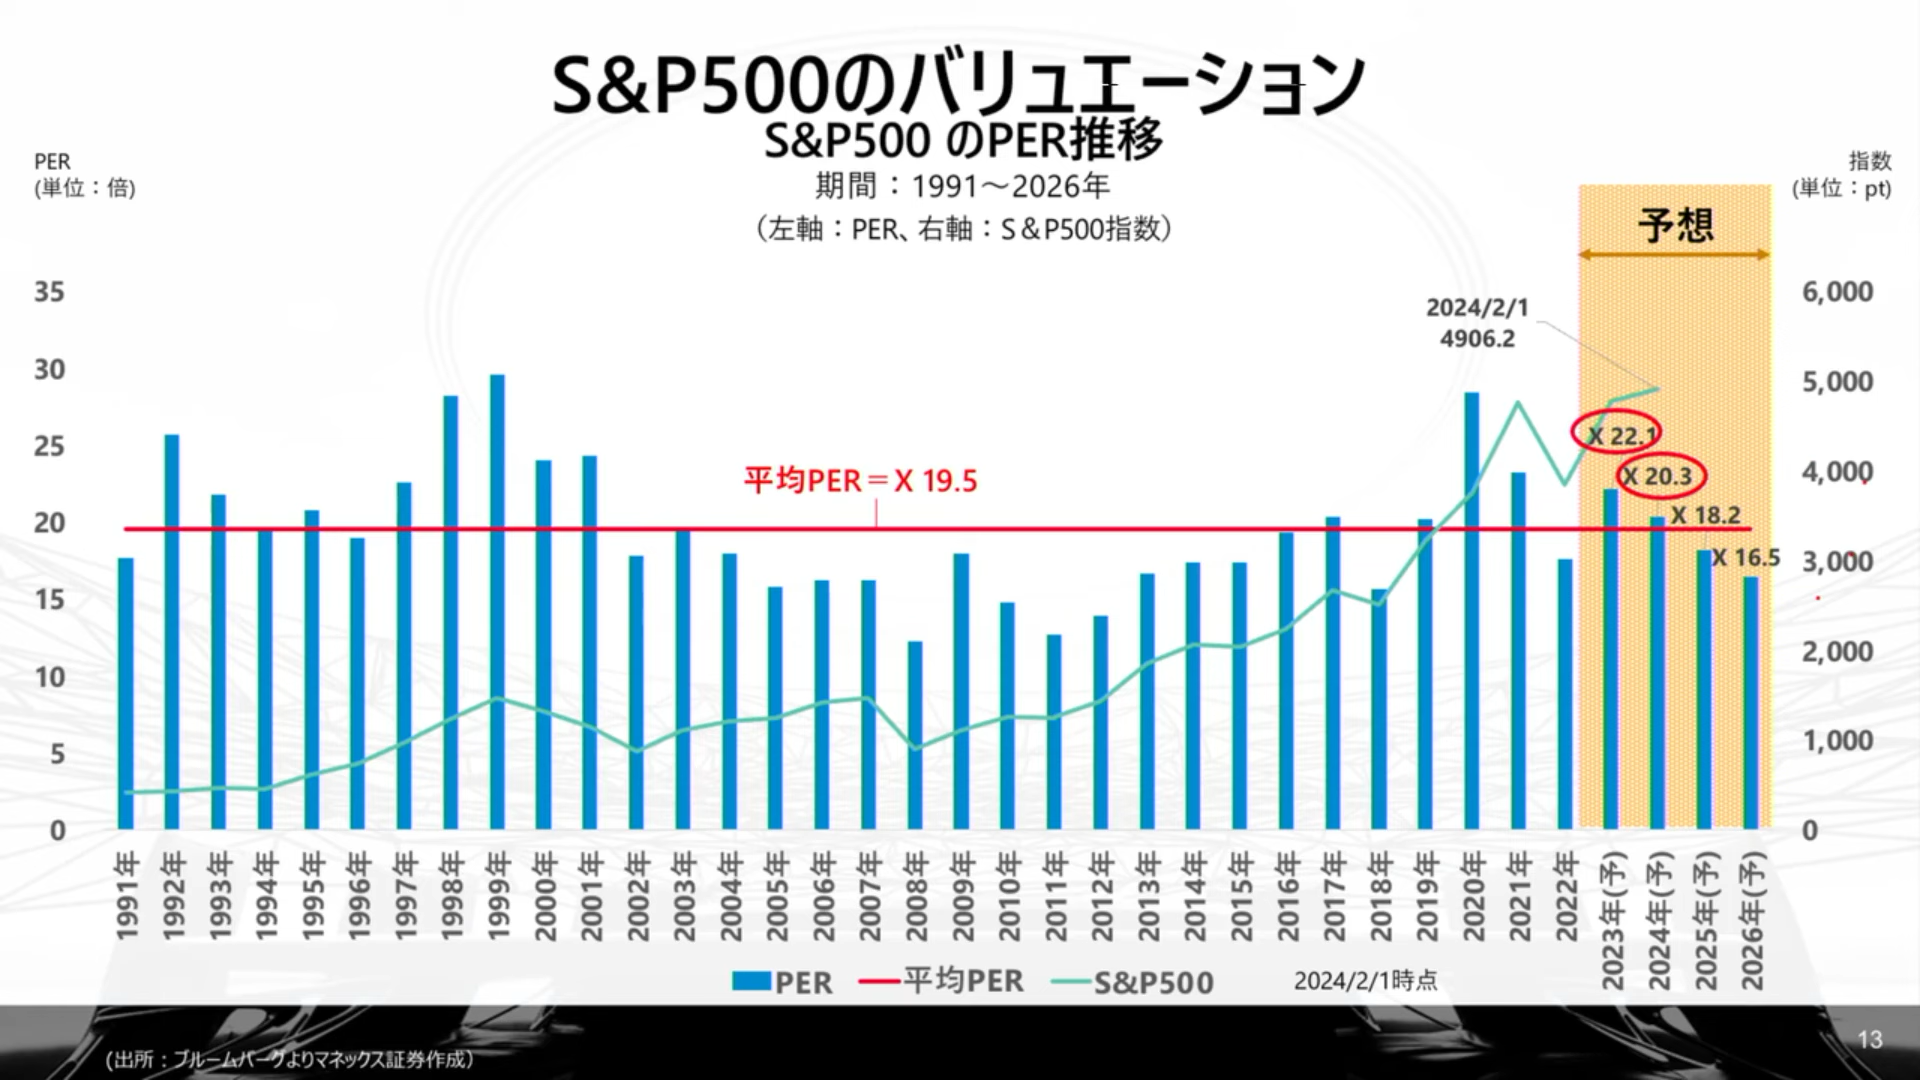 S&P500のバリュエーション
S&P500 のPER推移
期間：1991～2026年
（左軸：PER、右軸：S＆P500指数）
PER
(単位：倍)
指数
(単位：pt)
予想
35
30
25
20
15
10
5
0
6,000
5,000
4,000
3,000
2,000
1,000
0
2024/2/1
4906.2
平均PER＝X 19.5
X 22.1
X 20.3
X 18.2
X 16.5
1991年
1992年
1993年
1994年
1995年
1996年
1997年
1998年
1999年
2000年
2001年
2002年
2003年
2004年
2005年
2006年
2007年
2008年
2009年
2010年
2011年
2012年
2013年
2014年
2015年
2016年
2017年
2018年
2019年
2020年
2021年
2022年
2023年(予)
2024年(予)
2025年(予)
2026年(予)
PER 平均PER S&P500 2024/2/1時点
（出所：ブルームバーグよりマネックス証券作成）
13